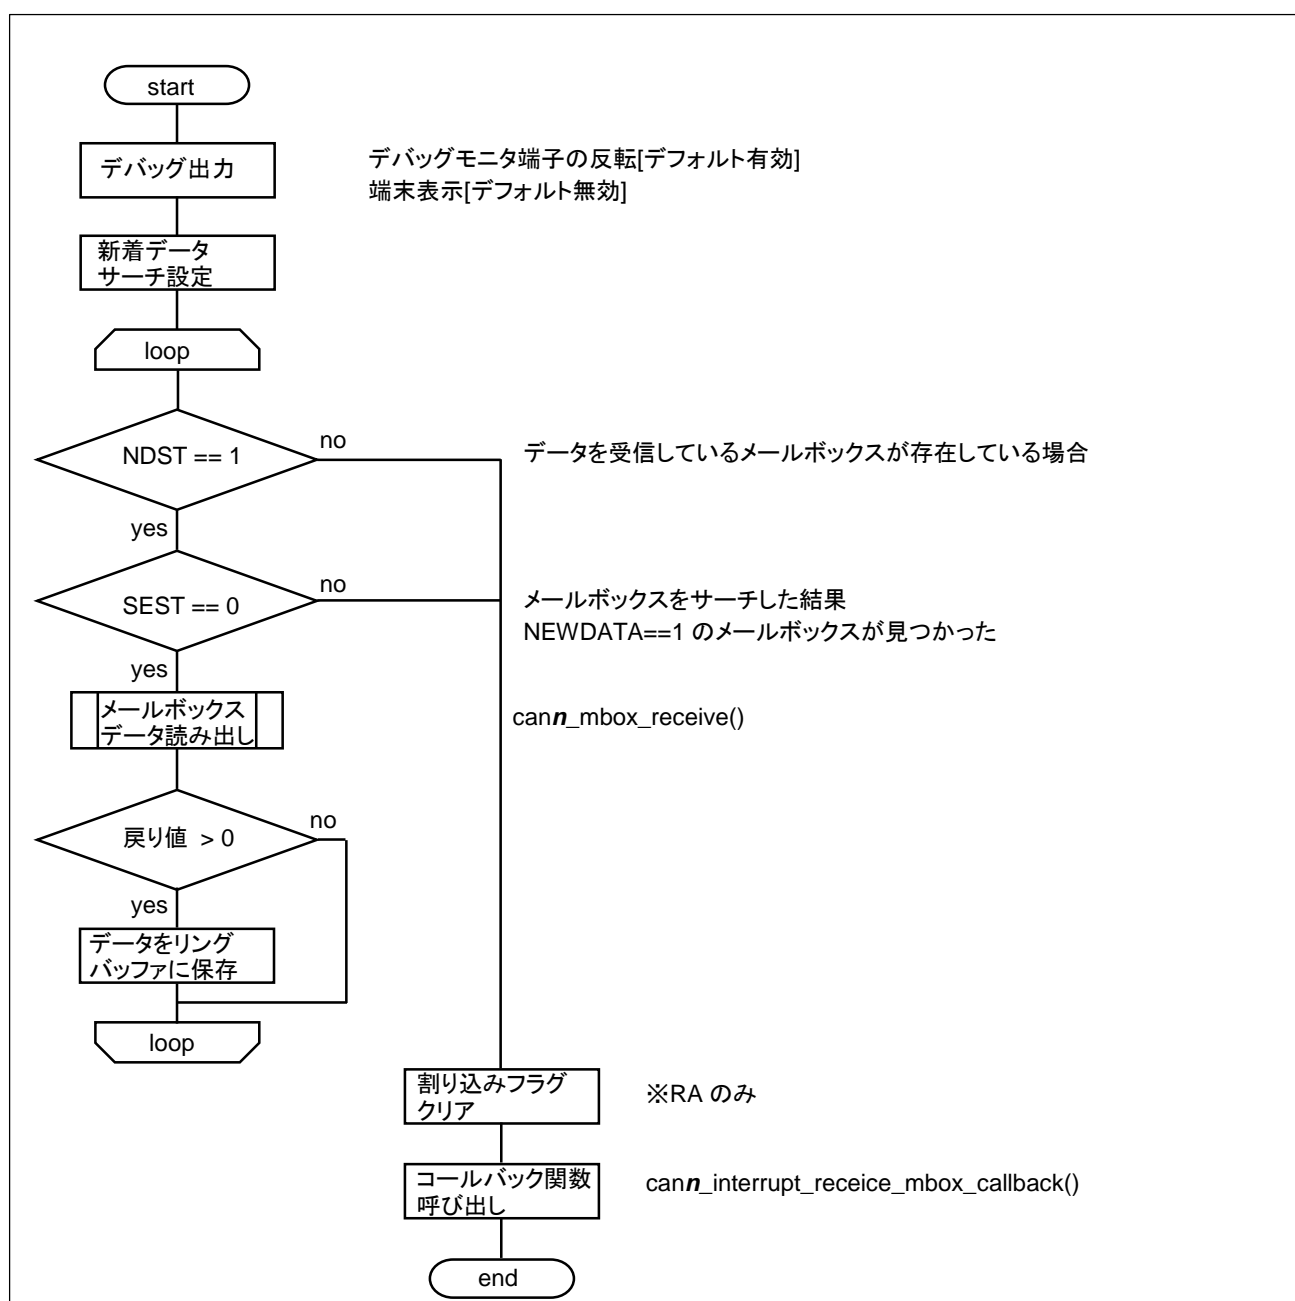 start
デバッグ出力
デバッグモニタ端子の反転[デフォルト有効]
端末表示[デフォルト無効]
新着データ
サーチ設定
loop
NDST == 1
no
データを受信しているメールボックスが存在している場合
yes
SEST == 0
no
メールボックスをサーチした結果
NEWDATA==1 のメールボックスが見つかった
yes
メールボックス
データ読み出し
cann_mbox_receive()
戻り値 > 0
no
yes
データをリング
バッファに保存
loop
割り込みフラグ
クリア
※RA のみ
コールバック関数
呼び出し
cann_interrupt_receice_mbox_callback()
end